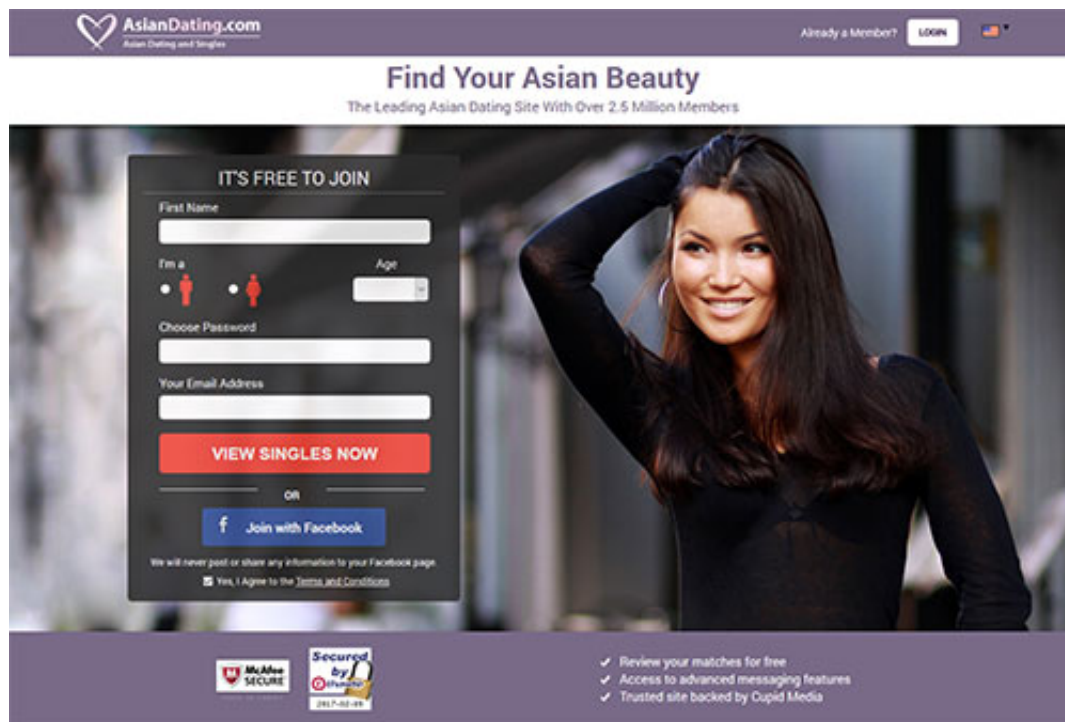 AsianDating.com
Asian Dating and Singles
Already a Member?
LOGIN
Find Your Asian Beauty
The Leading Asian Dating Site With Over 2.5 Million Members
IT'S FREE TO JOIN
First Name
I'm a
Age
Choose Password
Your Email Address
VIEW SINGLES NOW
OR
f Join with Facebook
We will never post or share any information to your Facebook page.
Yes, I Agree to the Terms and Conditions
McAfee
SECURE
Secured
by
2017-02-09
Review your matches for free
Access to advanced messaging features
Trusted site backed by Cupid Media